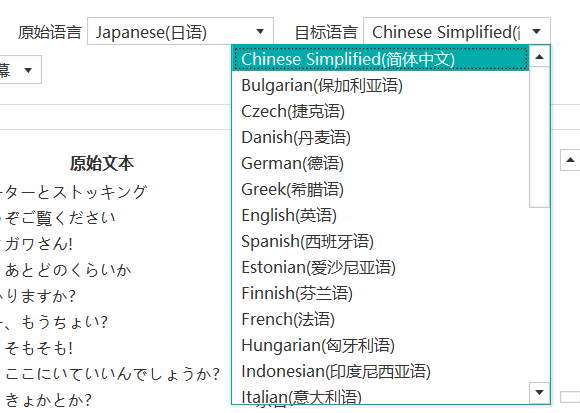 原始语言 Japanese(日语) 目标语言 Chinese Simplified(
幕
Chinese Simplified(简体中文)
Bulgarian(保加利亚语)
Czech(捷克语)
Danish(丹麦语)
German(德语)
Greek(希腊语)
English(英语)
Spanish(西班牙语)
Estonian(爱沙尼亚语)
Finnish(芬兰语)
French(法语)
Hungarian(匈牙利语)
Indonesian(印度尼西亚语)
Italian(意大利语)
原始文本
ーターとストッキング
ぞご覧ください
ガワさん!
あとどのくらいか
りますか?
、もうちょい?
そもそも!
ここにいていいんでしょうか?
きょかとか?